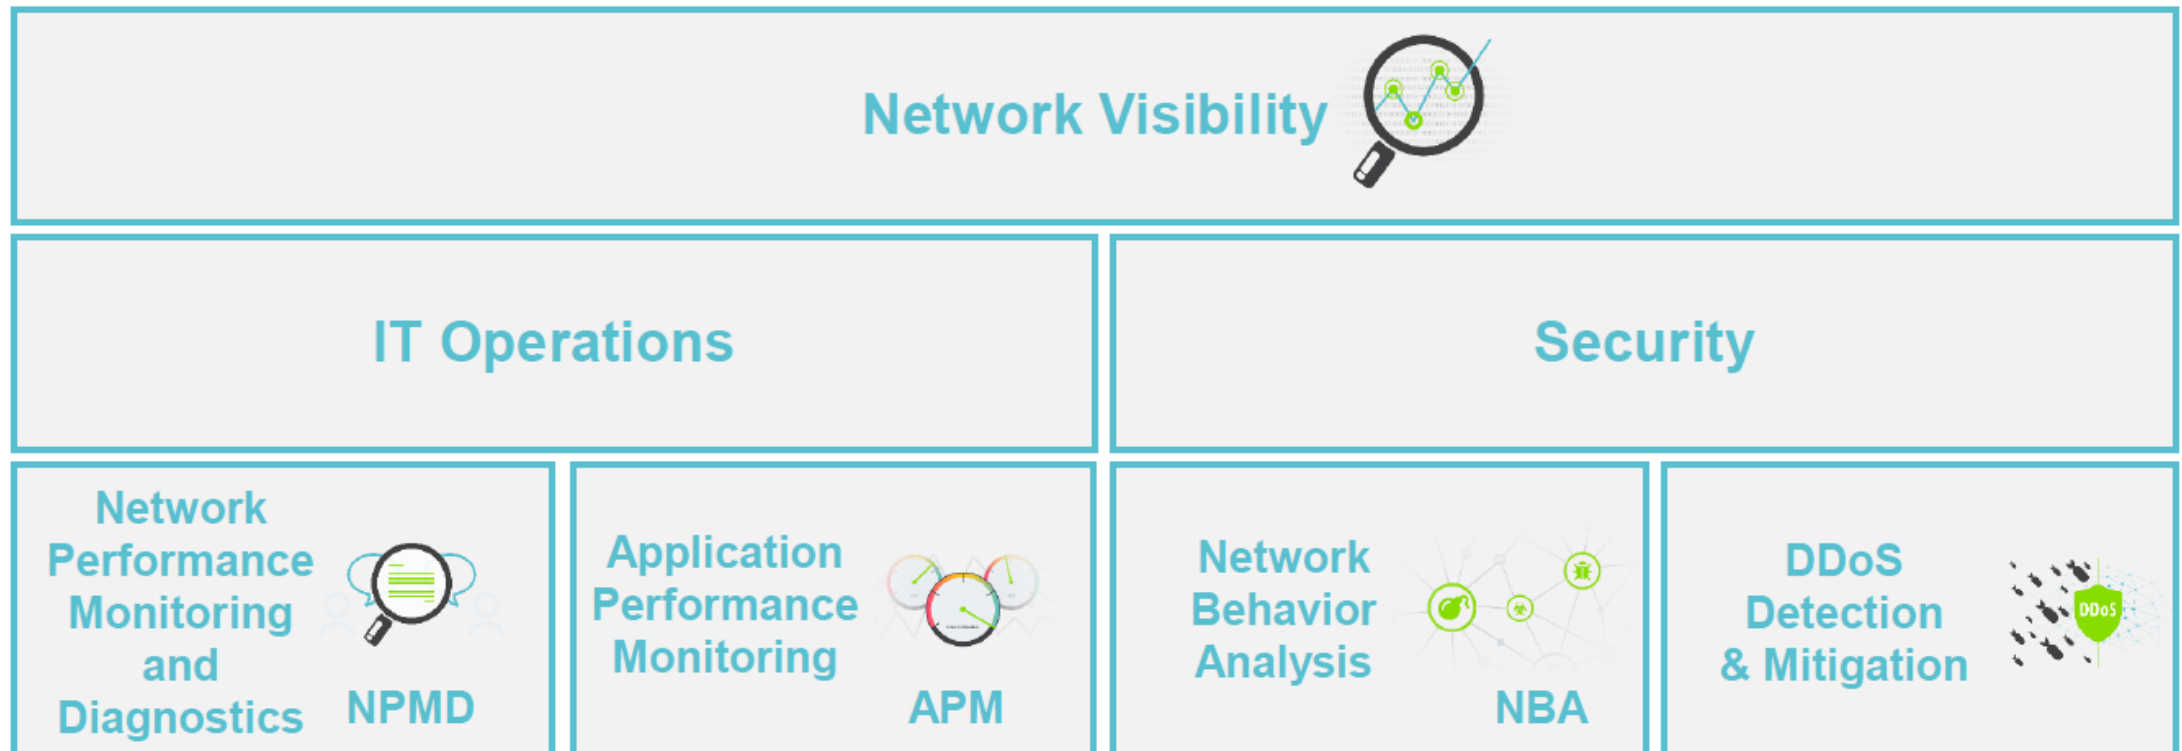 Network Visibility
IT Operations
Security
Network
Performance
Monitoring
and
Diagnostics
NPMD
Application
Performance
Monitoring
APM
Network
Behavior
Analysis
NBA
DDoS
Detection
& Mitigation
DDoS